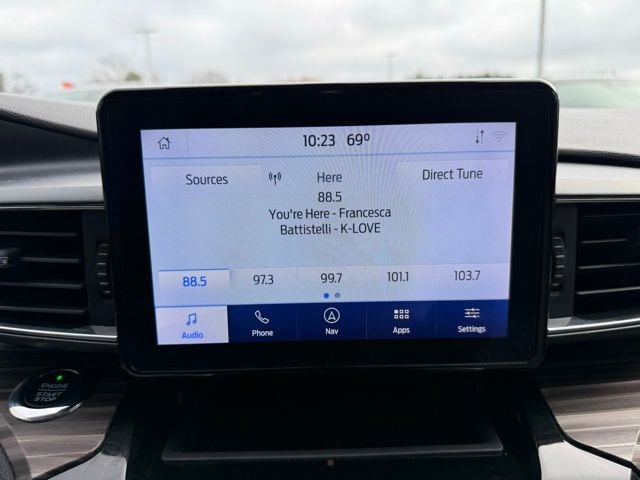 10:23 69°
Sources
Here
Direct Tune
88.5
You're Here - Francesca
Battistelli - K-LOVE
88.5 97.3 99.7 101.1 103.7
Audio Phone Nav Apps Settings
ENGINE
START
STOP